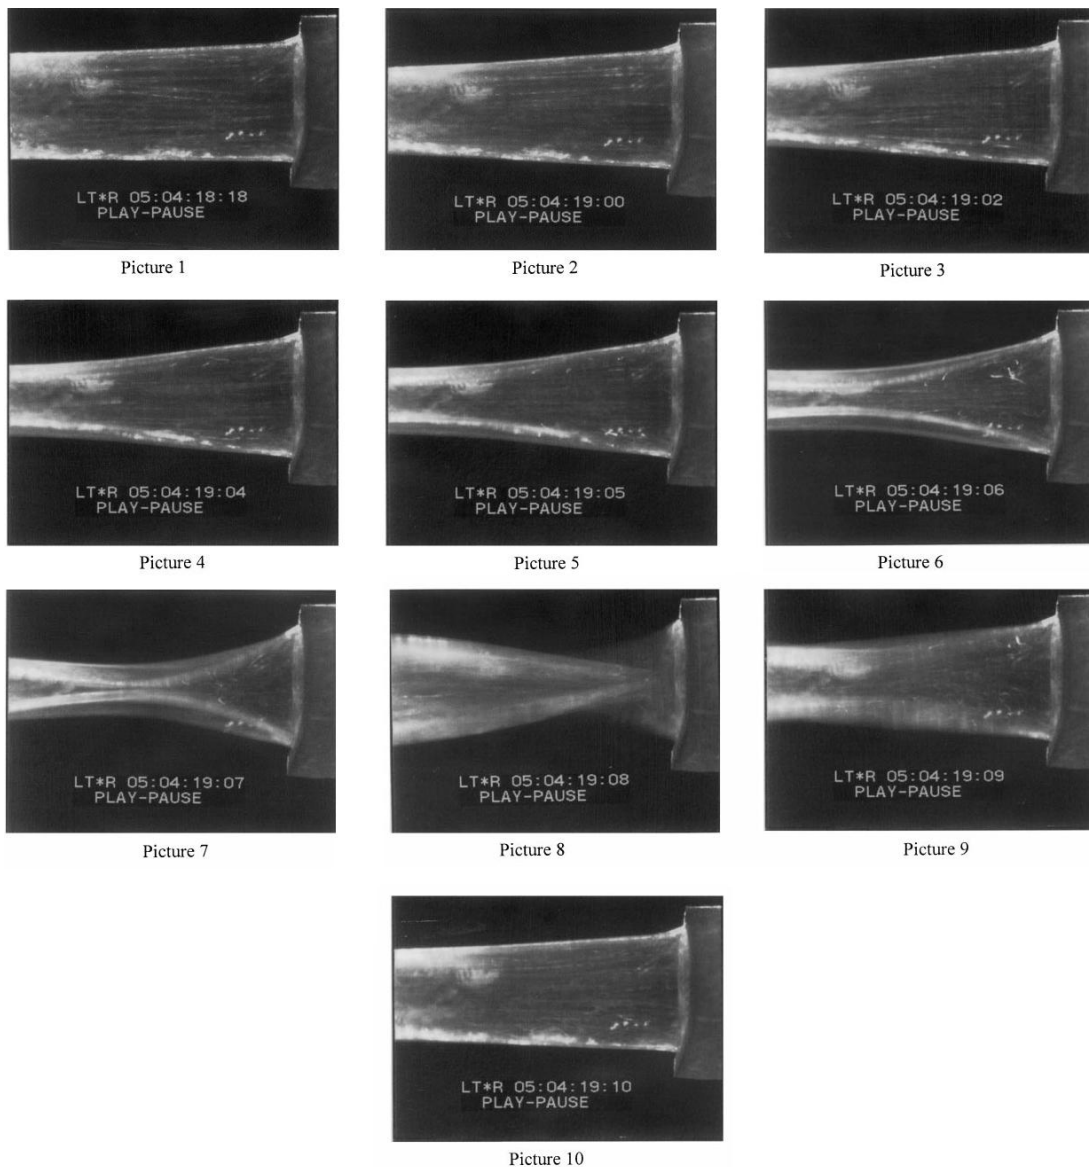 LT*R 05:04:18:18
PLAY-PAUSE
Picture 1
LT*R 05:04:19:00
PLAY-PAUSE
Picture 2
LT*R 05:04:19:02
PLAY-PAUSE
Picture 3
LT*R 05:04:19:04
PLAY-PAUSE
Picture 4
LT*R 05:04:19:05
PLAY-PAUSE
Picture 5
LT*R 05:04:19:06
PLAY-PAUSE
Picture 6
LT*R 05:04:19:07
PLAY-PAUSE
Picture 7
LT*R 05:04:19:08
PLAY-PAUSE
Picture 8
LT*R 05:04:19:09
PLAY-PAUSE
Picture 9
LT*R 05:04:19:10
PLAY-PAUSE
Picture 10